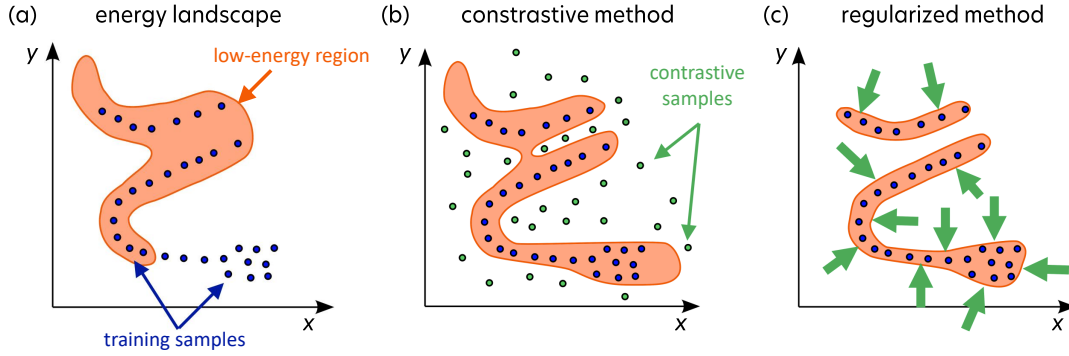 (a) energy landscape
(b) constrastive method
(c) regularized method
y
low-energy region
training samples
x
y
contrastive
samples
x
y
x